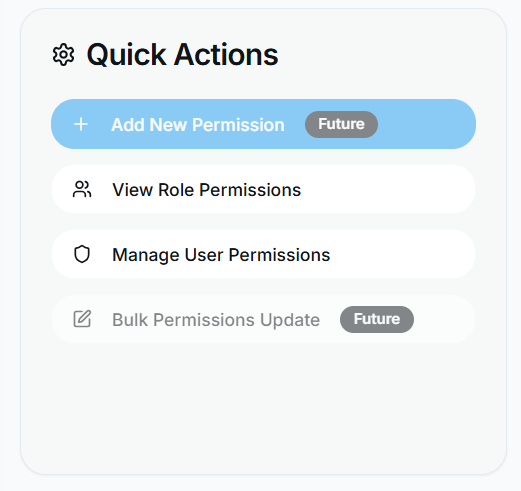 Quick Actions
Add New Permission Future
View Role Permissions
Manage User Permissions
Bulk Permissions Update Future